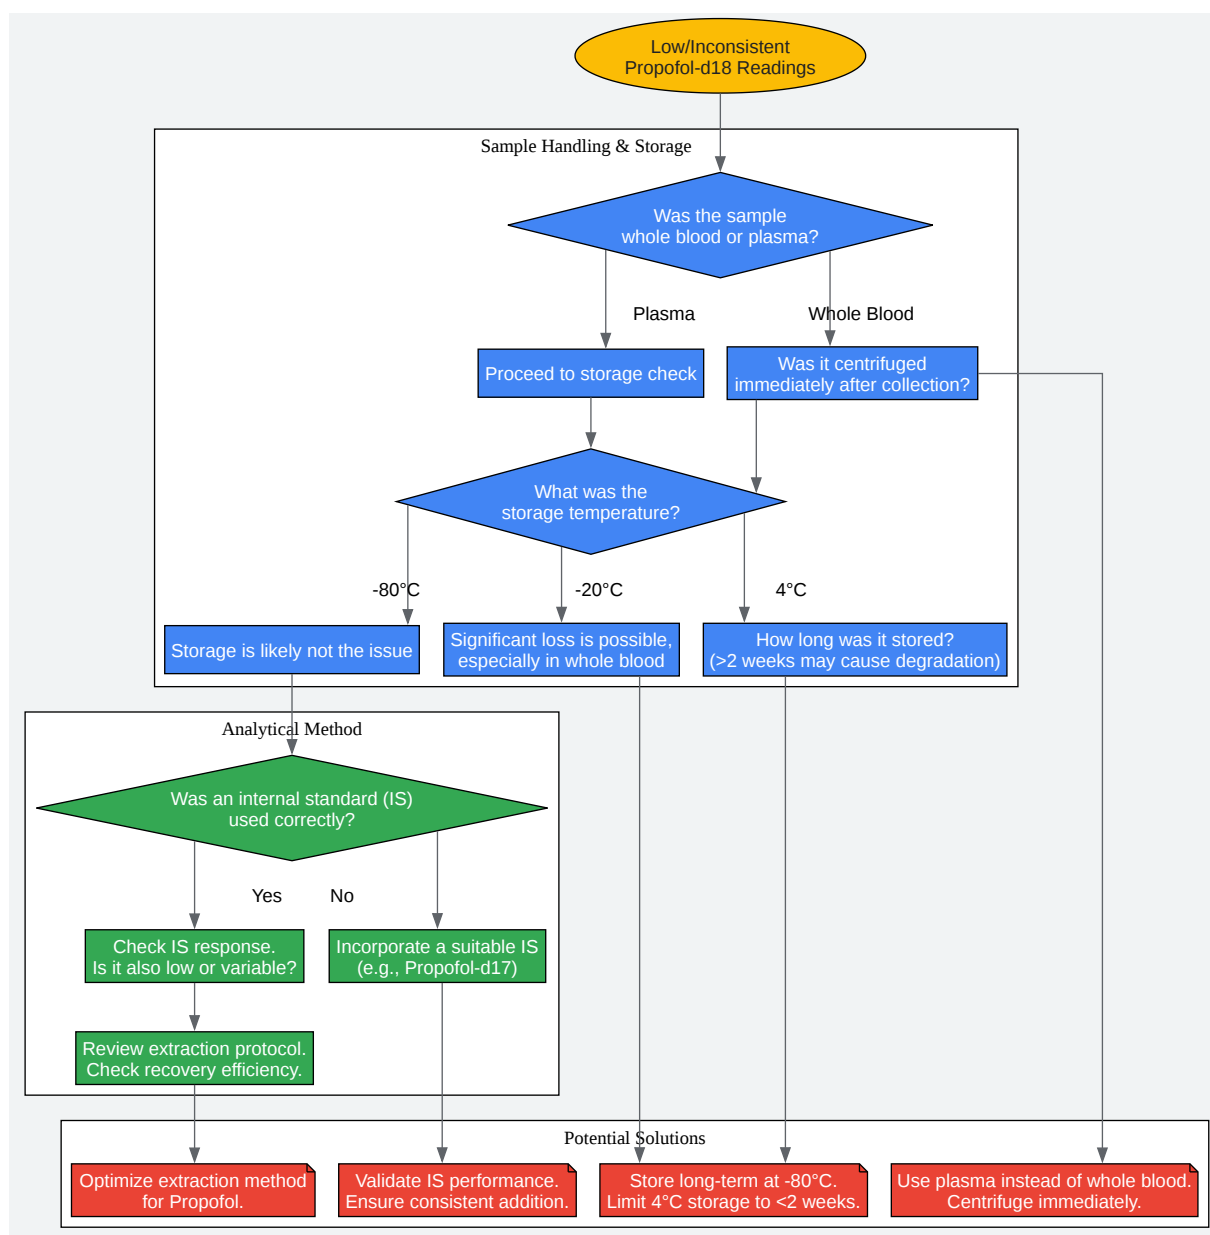 Low/Inconsistent
Propofol-d18 Readings
Sample Handling & Storage
Was the sample
whole blood or plasma?
Plasma
Whole Blood
Proceed to storage check
Was it centrifuged
immediately after collection?
What was the
storage temperature?
-80°C
-20°C
4°C
Storage is likely not the issue
Significant loss is possible,
especially in whole blood
How long was it stored?
(>2 weeks may cause degradation)
Analytical Method
Was an internal standard (IS)
used correctly?
Yes
No
Check IS response.
Is it also low or variable?
Incorporate a suitable IS
(e.g., Propofol-d17)
Review extraction protocol.
Check recovery efficiency.
Potential Solutions
Optimize extraction method
for Propofol.
Validate IS performance.
Ensure consistent addition.
Store long-term at -80°C.
Limit 4°C storage to <2 weeks.
Use plasma instead of whole blood.
Centrifuge immediately.